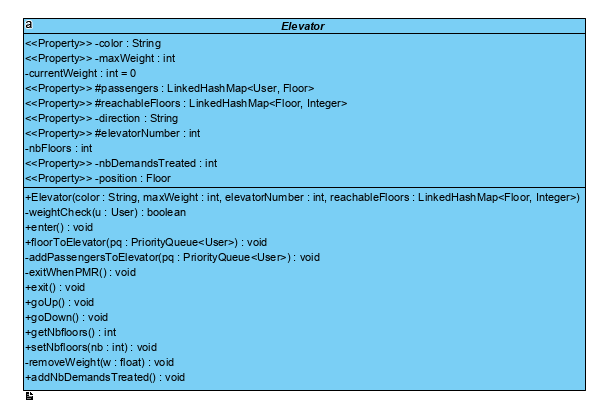 a
Elevator
<<Property>> -color : String
<<Property>> -maxWeight : int
-currentWeight : int = 0
<<Property>> #passengers : LinkedHashMap<User, Floor>
<<Property>> #reachableFloors : LinkedHashMap<Floor, Integer>
<<Property>> -direction : String
<<Property>> #elevatorNumber : int
-nbFloors : int
<<Property>> -nbDemandsTreated : int
<<Property>> -position : Floor
+Elevator(color : String, maxWeight : int, elevatorNumber : int, reachableFloors : LinkedHashMap<Floor, Integer>)
-weightCheck(u : User) : boolean
+enter() : void
+floorToElevator(pq : PriorityQueue<User>) : void
-addPassengersToElevator(pq : PriorityQueue<User>) : void
-exitWhenPMR() : void
+exit() : void
+goUp() : void
+goDown() : void
+getNbfloors() : int
+setNbfloors(nb : int) : void
-removeWeight(w : float) : void
+addNbDemandsTreated() : void